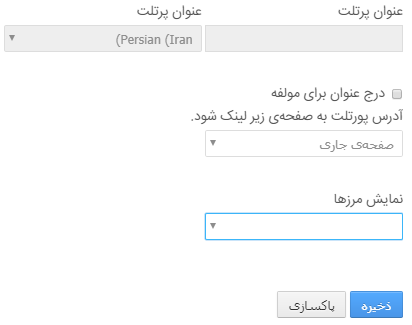 عنوان پرتلت
عنوان پرتلت
(Persian (Iran
درج عنوان برای مولفه
آدرس پورتلت به صفحه‌ی زیر لینک شود.
صفحه‌ی جاری
نمایش مرزها
ذخیره
پاکسازی